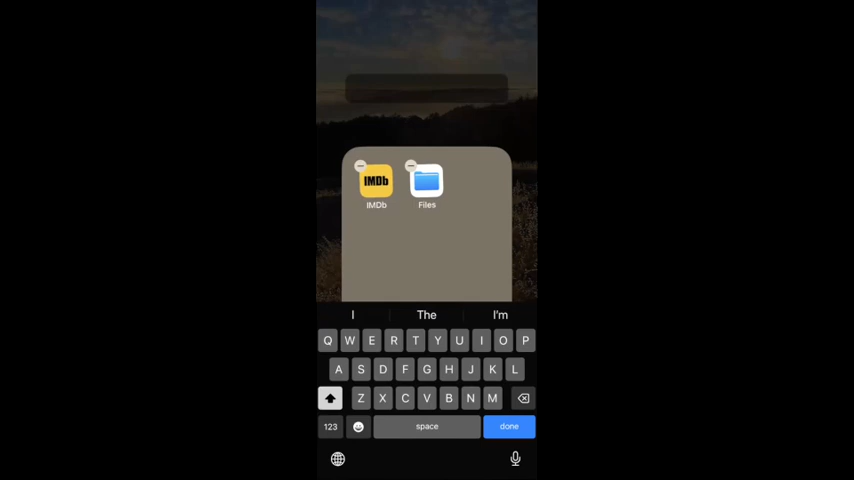 IMDb
IMDb Files
I The I'm
Q W E R T Y U I O P
A S D F G H J K L
Z X C V B N M
123 space done